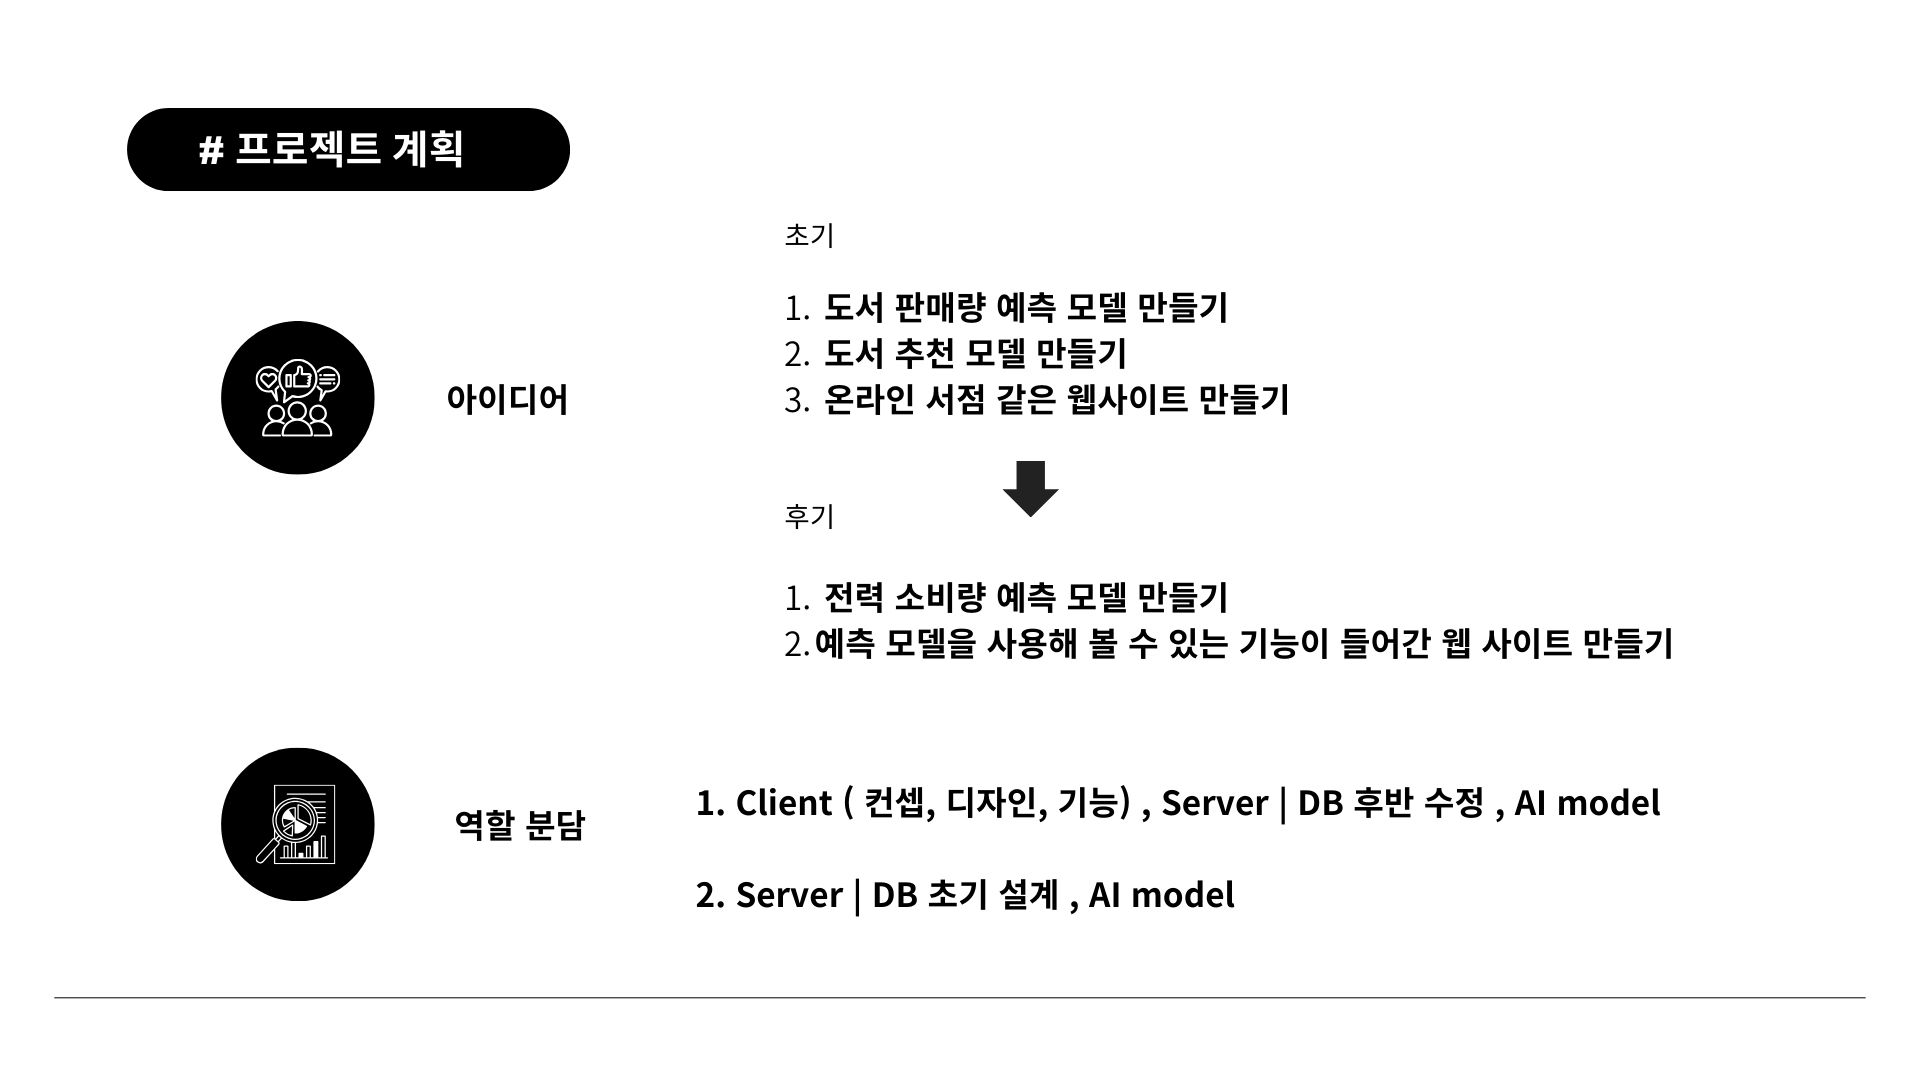 # 프로젝트 계획
초기
1. 도서 판매량 예측 모델 만들기
2. 도서 추천 모델 만들기
3. 온라인 서점 같은 웹사이트 만들기
아이디어
후기
1. 전력 소비량 예측 모델 만들기
2. 예측 모델을 사용해 볼 수 있는 기능이 들어간 웹 사이트 만들기
역할 분담
1. Client ( 컨셉, 디자인, 기능) , Server | DB 후반 수정 , AI model
2. Server | DB 초기 설계 , AI model